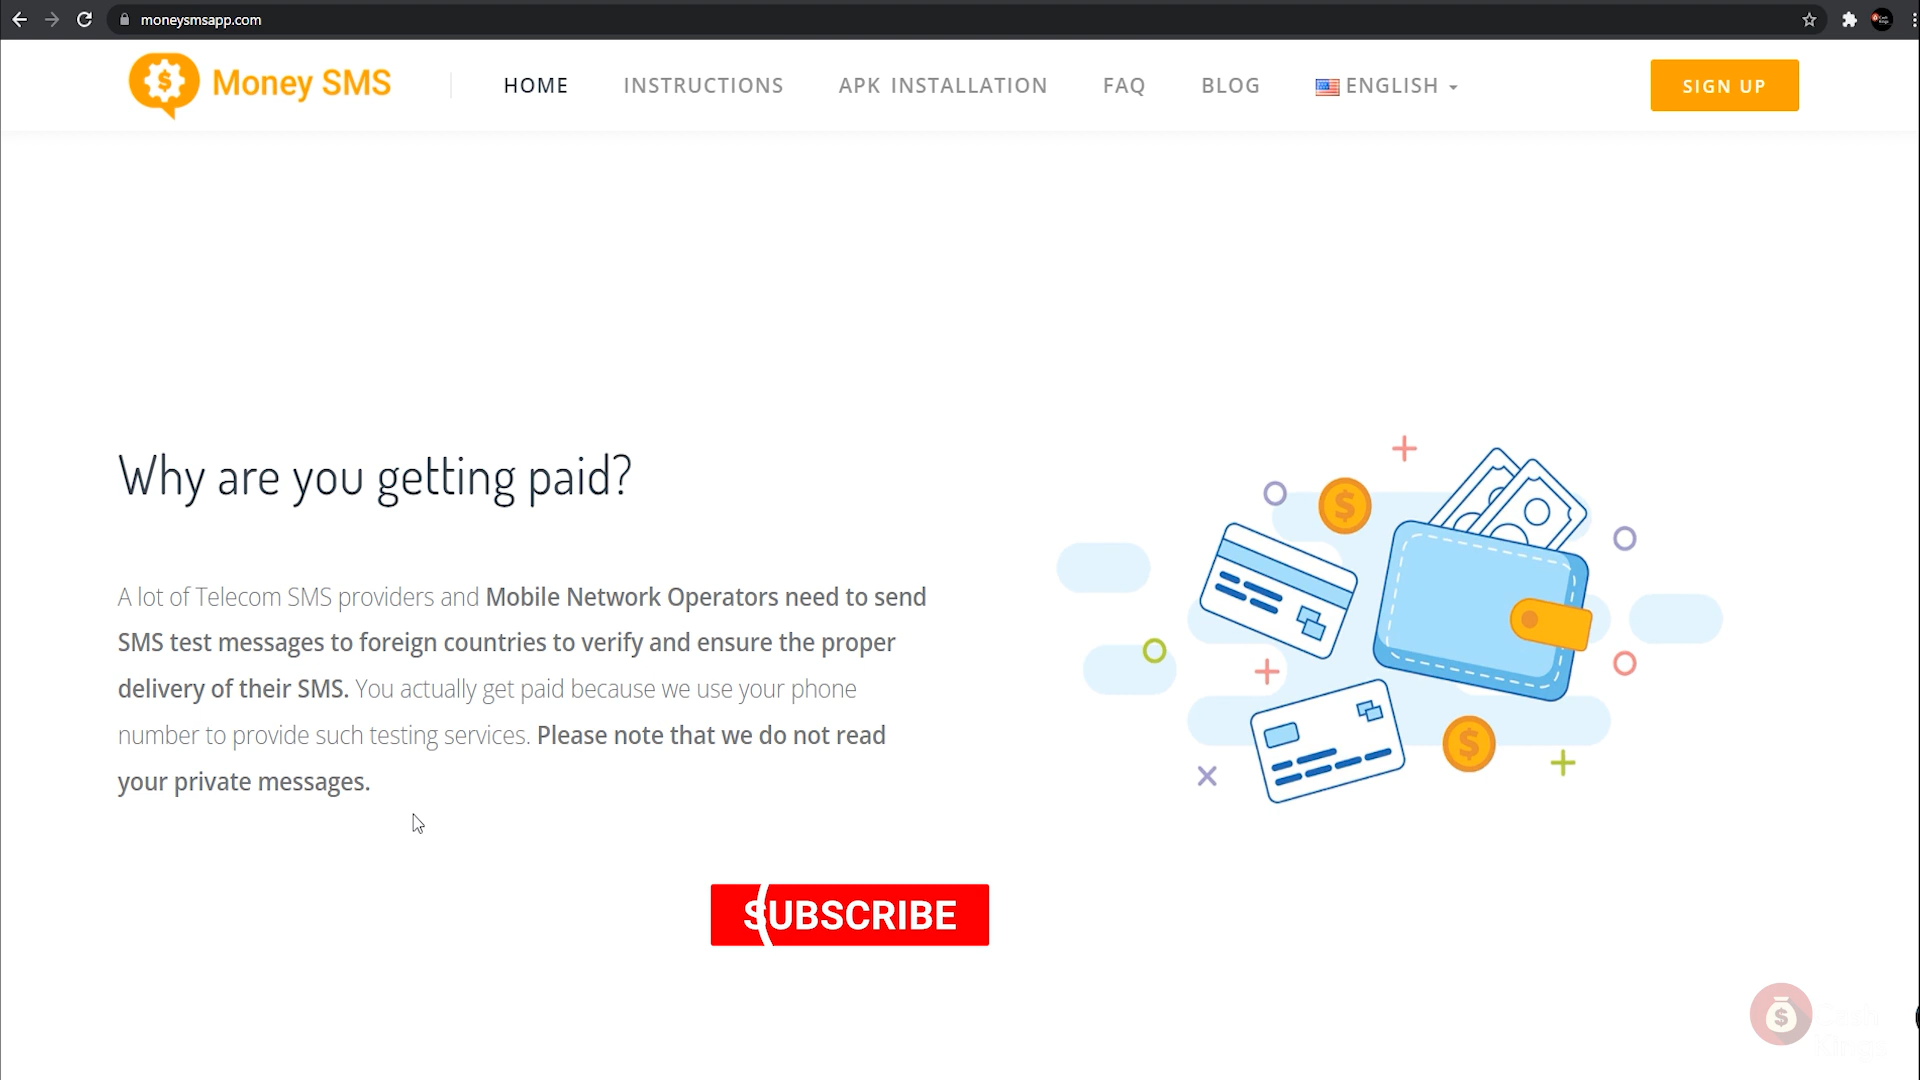 moneysmsapp.com
Money SMS
HOME
INSTRUCTIONS
APK INSTALLATION
FAQ
BLOG
ENGLISH
SIGN UP
Why are you getting paid?
A lot of Telecom SMS providers and Mobile Network Operators need to send
SMS test messages to foreign countries to verify and ensure the proper
delivery of their SMS. You actually get paid because we use your phone
number to provide such testing services. Please note that we do not read
your private messages.
SUBSCRIBE